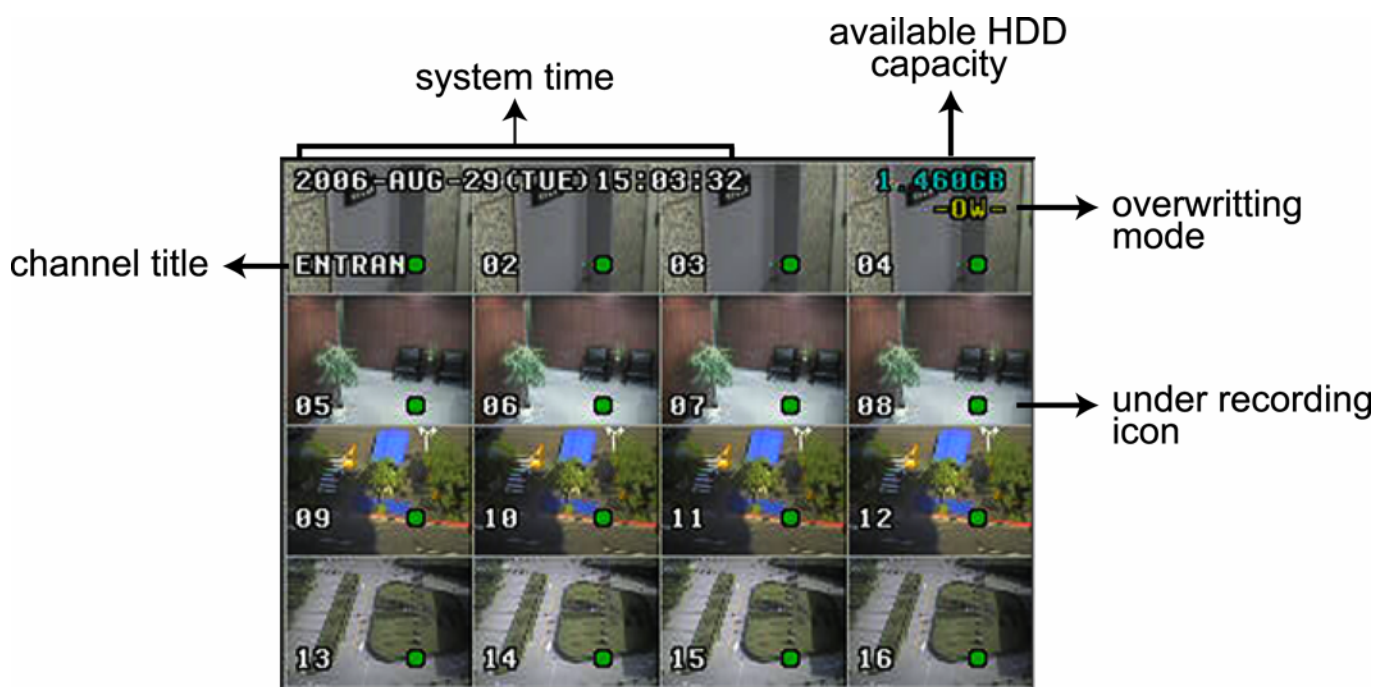 available HDD
capacity
system time
2006-AUG-29(TUE)15:03:32
1.460GB
-OW-
overwritting
mode
channel title
ENTRAN 02 03 04
05 06 07 08
under recording
icon
09 10 11 12
13 14 15 16